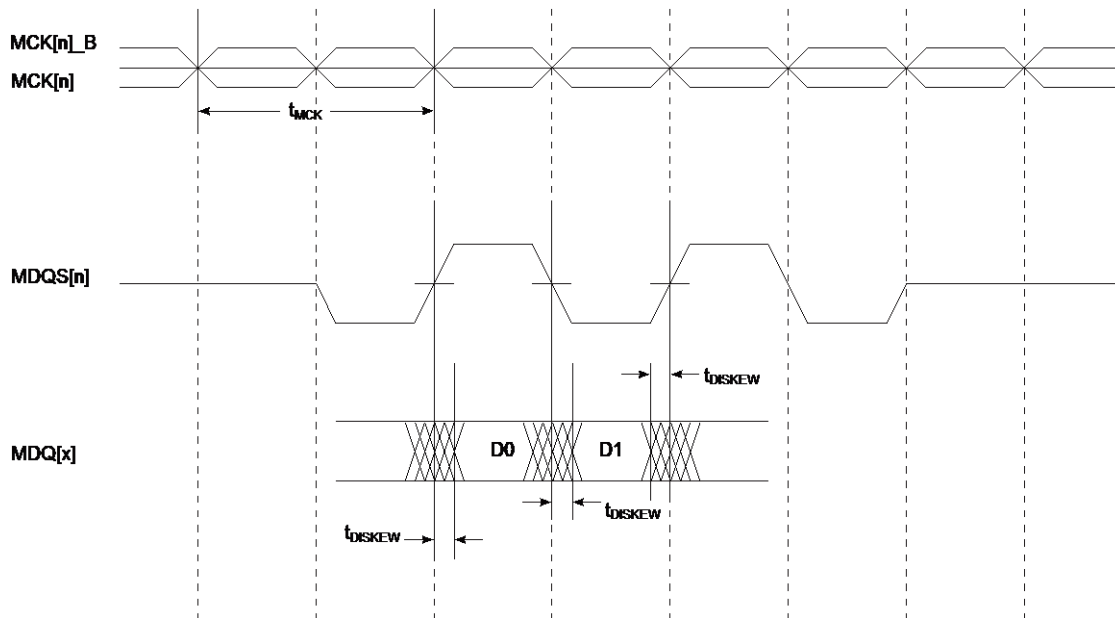 MCK[n]_B
MCK[n]
tMCK
MDQS[n]
tDISKEW
MDQ[x]
D0
D1
tDISKEW
tDISKEW